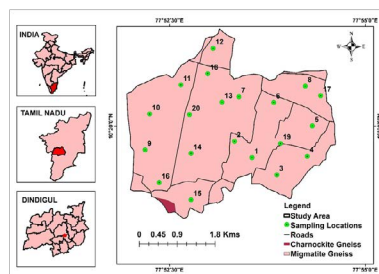 INDIA
TAMIL NADU
DINDIGUL
77°52'30"E
77°55'0"E
12
18
11
8
17
13
7
6
10
20
5
2
19
9
14
1
4
3
16
15
Legend
Study Area
Sampling Locations
Roads
Charnockite Gneiss
Migmatite Gneiss
0 0.45 0.9 1.8 Kms
77°52'30"E
77°55'0"E